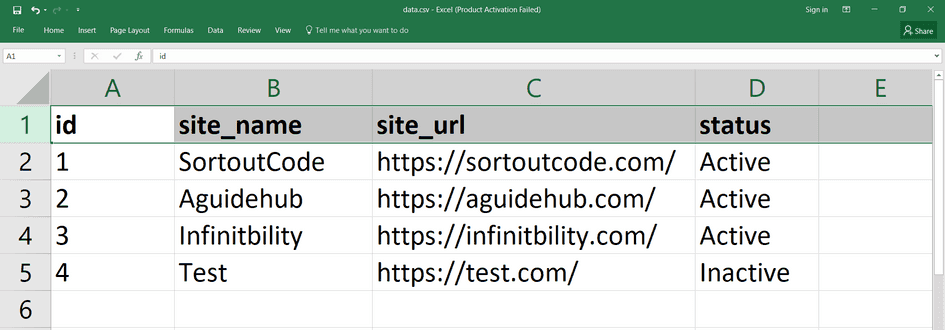 data.csv - Excel (Product Activation Failed)
Sign in
File Home Insert Page Layout Formulas Data Review View Tell me what you want to do Share
A1 fx id
A B C D E
1 id site_name site_url status
2 1 SortoutCode https://sortoutcode.com/ Active
3 2 Aguidehub https://aguidehub.com/ Active
4 3 Infinitbility https://infinitbility.com/ Active
5 4 Test https://test.com/ Inactive
6